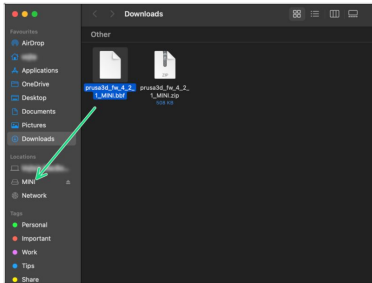 Downloads
Favourites
AirDrop
Applications
OneDrive
Desktop
Documents
Pictures
Downloads
Locations
MINI
Network
Tags
Personal
Important
Work
Tips
Share
Other
prusa3d_fw_4_2_
1_MINI.bbf
ZIP
prusa3d_fw_4_2_
1_MINI.zip
508 KB